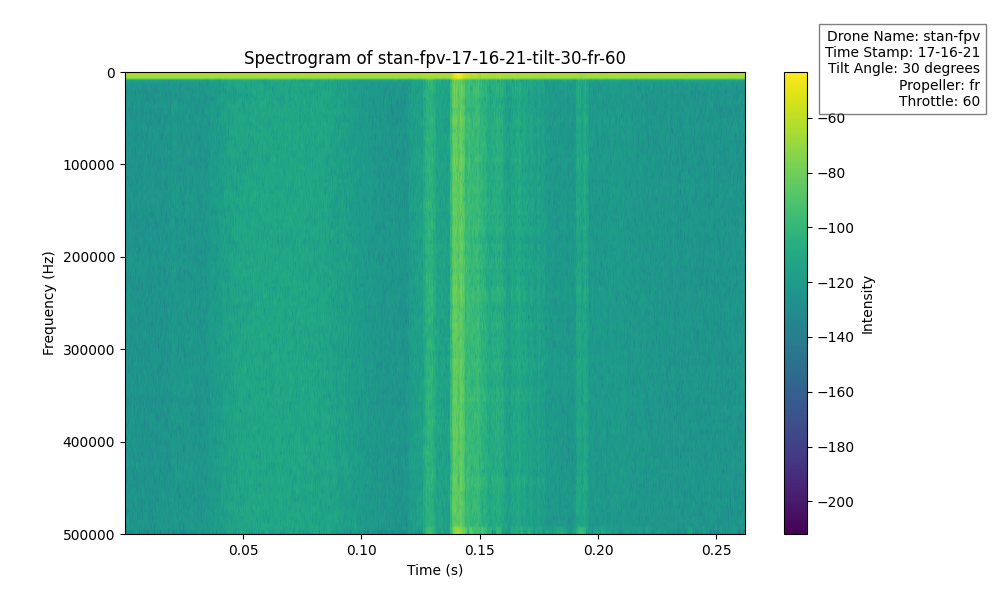 Spectrogram of stan-fpv-17-16-21-tilt-30-fr-60
Drone Name: stan-fpv
Time Stamp: 17-16-21
Tilt Angle: 30 degrees
Propeller: fr
Throttle: 60
Frequency (Hz)
0
100000
200000
300000
400000
500000
0.05
0.10
0.15
0.20
0.25
Time (s)
−60
−80
−100
−120
−140
−160
−180
−200
Intensity